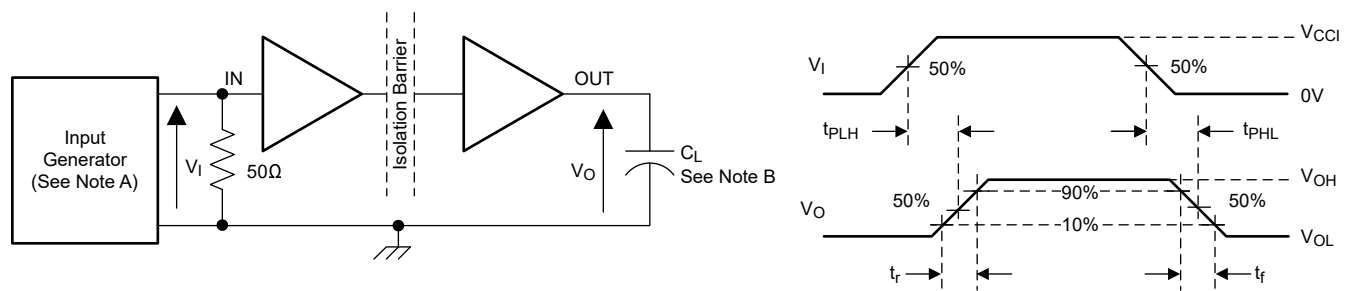 Input
Generator
(See Note A)
V_I
50Ω
IN
Isolation Barrier
OUT
V_O
C_L
See Note B
V_I
50%
50%
V_CCI
0V
t_PLH
t_PHL
V_O
50%
90%
10%
50%
V_OH
V_OL
t_r
t_f